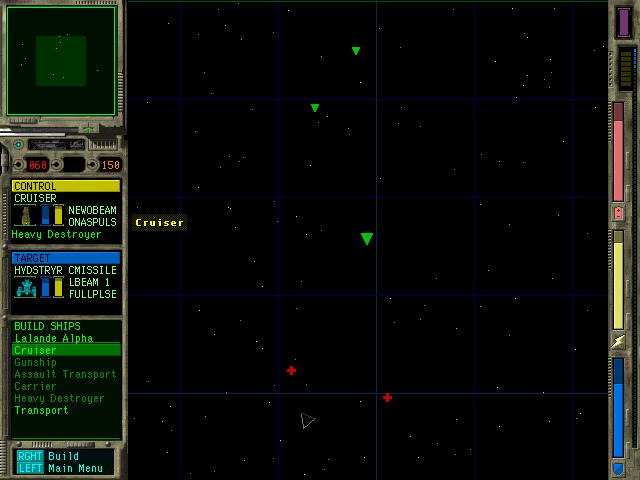 060 150
CONTROL
CRUISER
NEWOBEAM
ONASPULS
Heavy Destroyer
Cruiser
TARGET
HYDSTRYR CMISSILE
LBEAM 1
FULLPLSE
BUILD SHIPS
Lalande Alpha
Cruiser
Gunship
Assault Transport
Carrier
Heavy Destroyer
Transport
RGHT Build
LEFT Main Menu